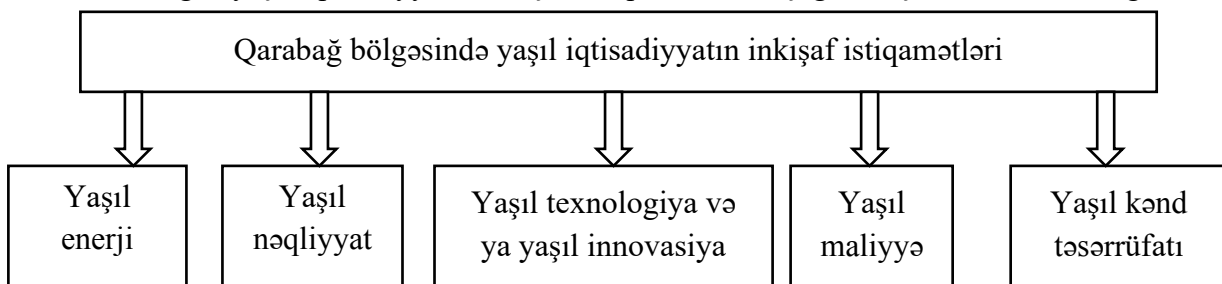 Qarabağ bölgəsində yaşıl iqtisadiyyatın inkişaf istiqamətləri
Yaşıl
enerji
Yaşıl
nəqliyyat
Yaşıl texnologiya və
ya yaşıl innovasiya
Yaşıl
maliyyə
Yaşıl kənd
təsərrüfatı